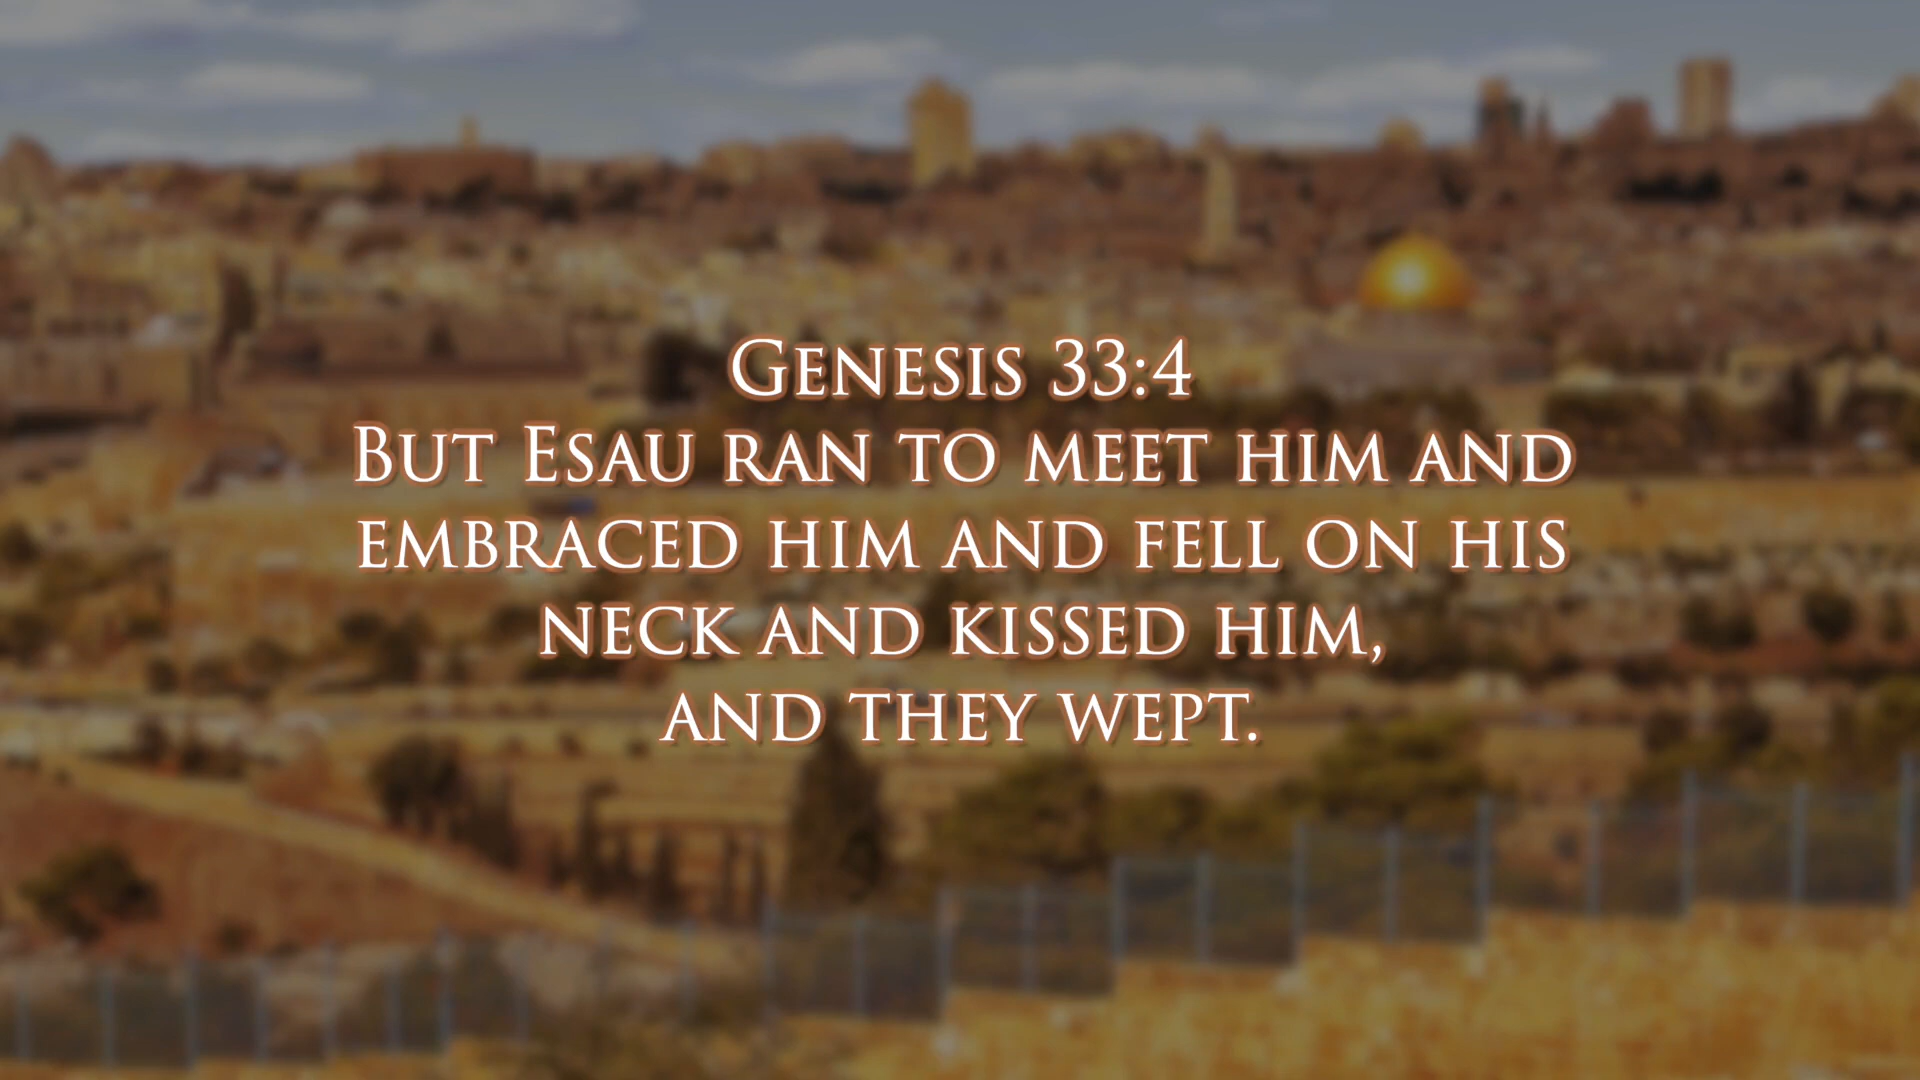 Genesis 33:4
But Esau ran to meet him and
embraced him and fell on his
neck and kissed him,
and they wept.